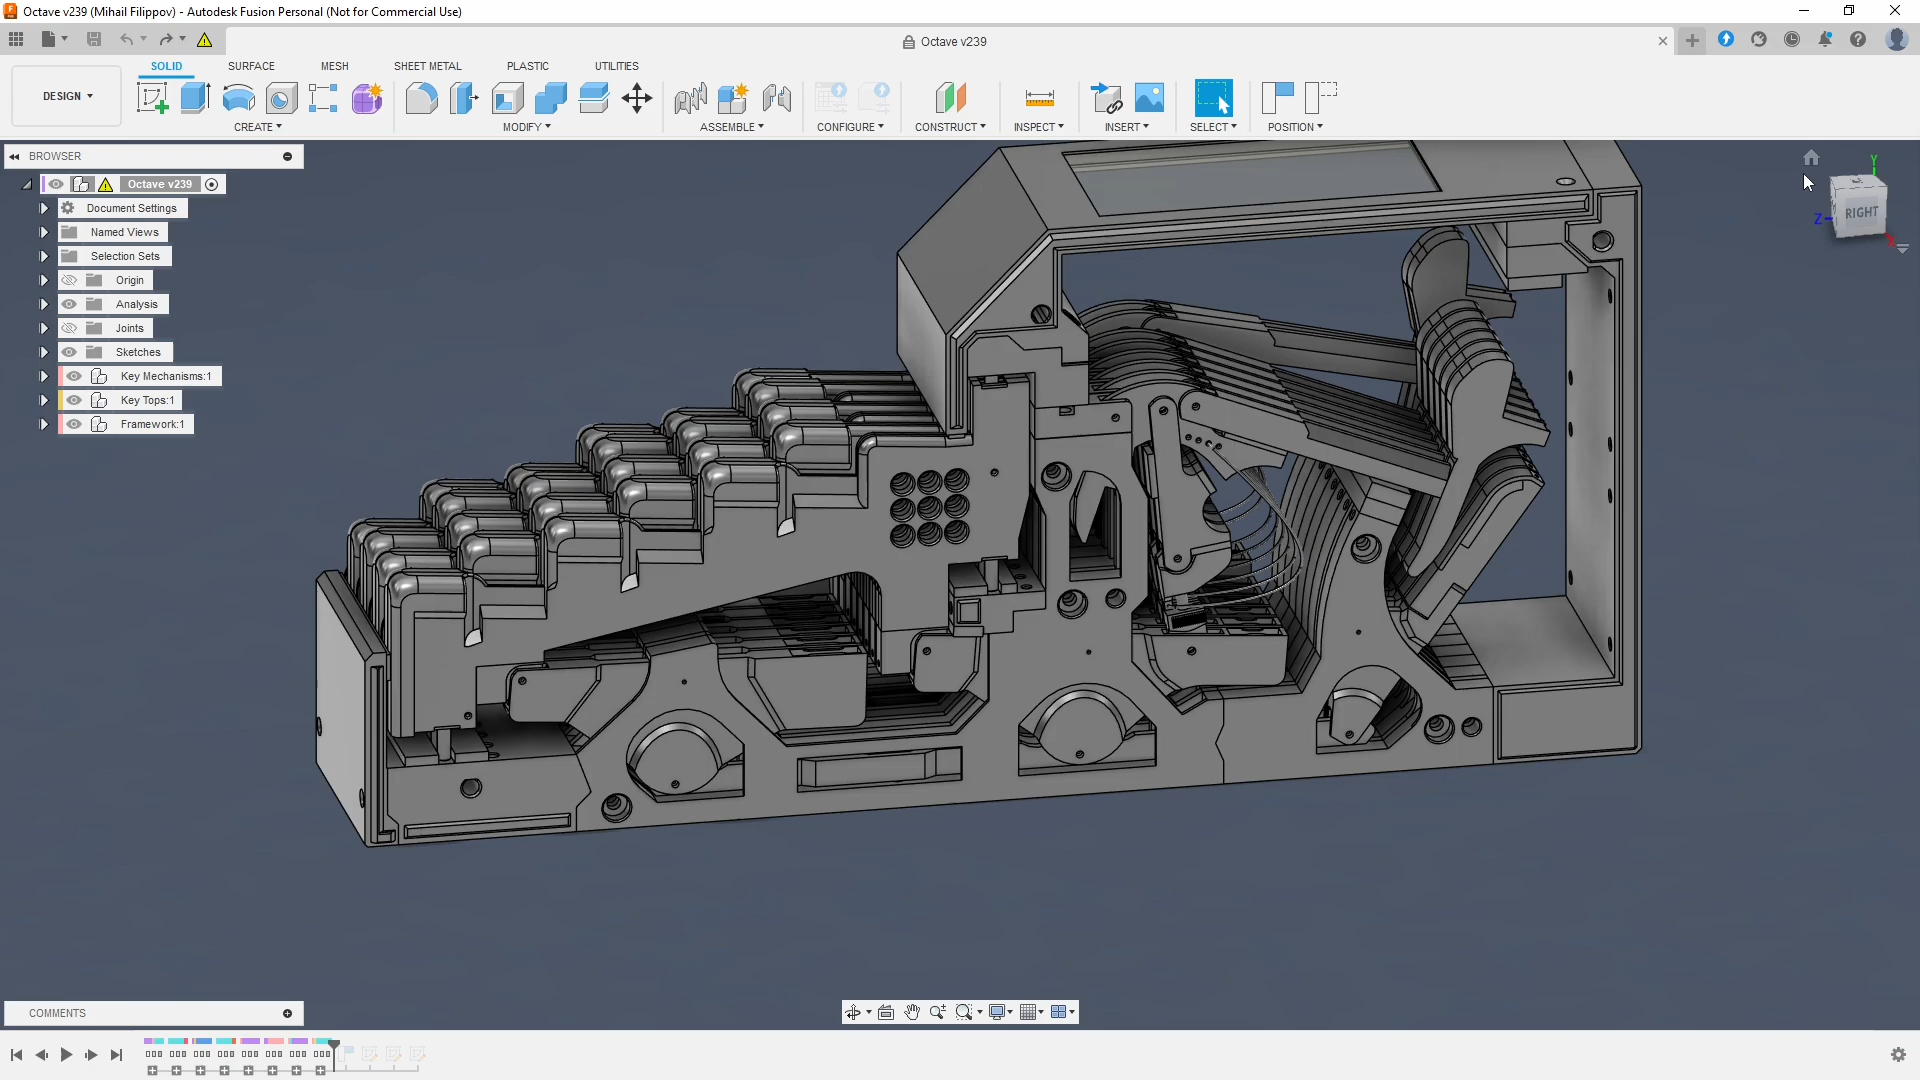 Octave v239 (Mihail Filippov) - Autodesk Fusion Personal (Not for Commercial Use)
Octave v239
SOLID
SURFACE
MESH
SHEET METAL
PLASTIC
UTILITIES
DESIGN
CREATE
MODIFY
ASSEMBLE
CONFIGURE
CONSTRUCT
INSPECT
INSERT
SELECT
POSITION
BROWSER
Octave v239
Document Settings
Named Views
Selection Sets
Origin
Analysis
Joints
Sketches
Key Mechanisms:1
Key Tops:1
Framework:1
Y
Z
RIGHT
COMMENTS